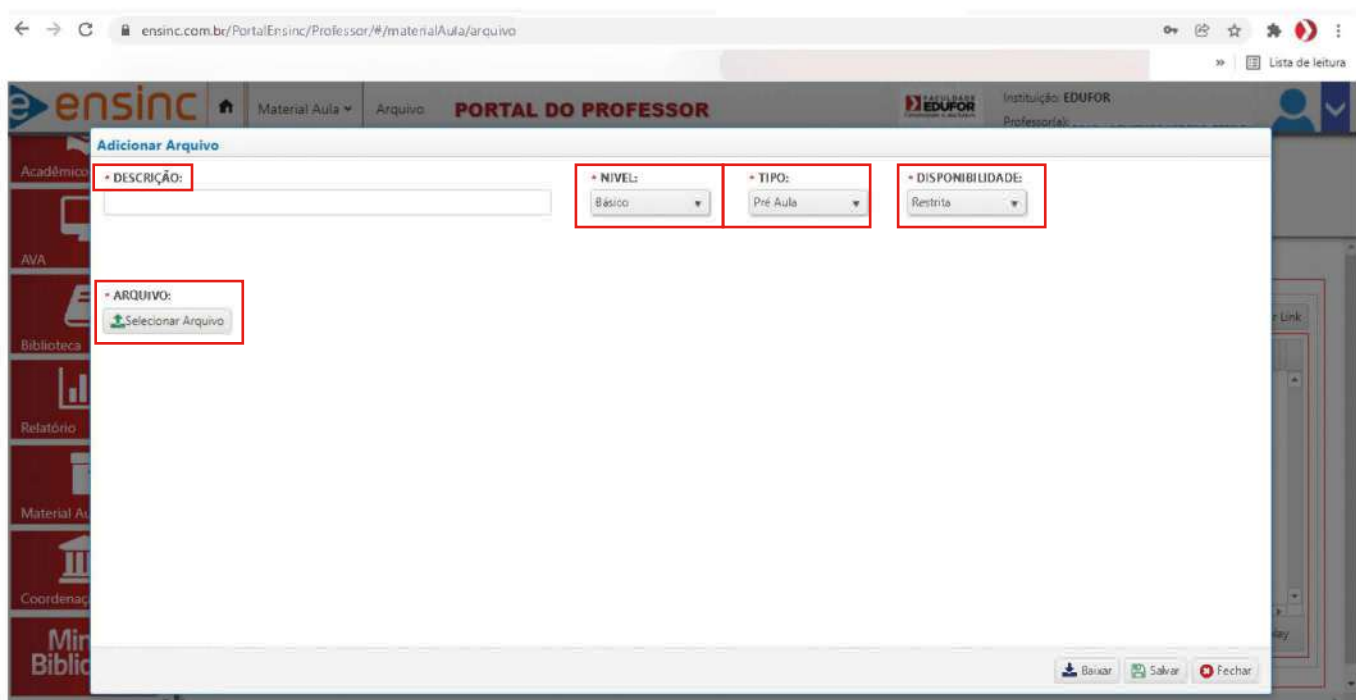 ensinc.com.br/PortalEnsinc/Professor/#/materialAula/arquivo
Lista de leitura
ensinc
Material Aula
Arquivo
PORTAL DO PROFESSOR
FACULDADE
EDUFOR
Instituição: EDUFOR
Professor(a):
Adicionar Arquivo
Acadêmico
* DESCRIÇÃO:
* NIVEL:
* TIPO:
* DISPONIBILIDADE:
Básico
Pré Aula
Restrita
AVA
* ARQUIVO:
Selecionar Arquivo
Link
Biblioteca
Relatório
Material Au
Coordenaç
Min
Biblio
Baixar
Salvar
Fechar